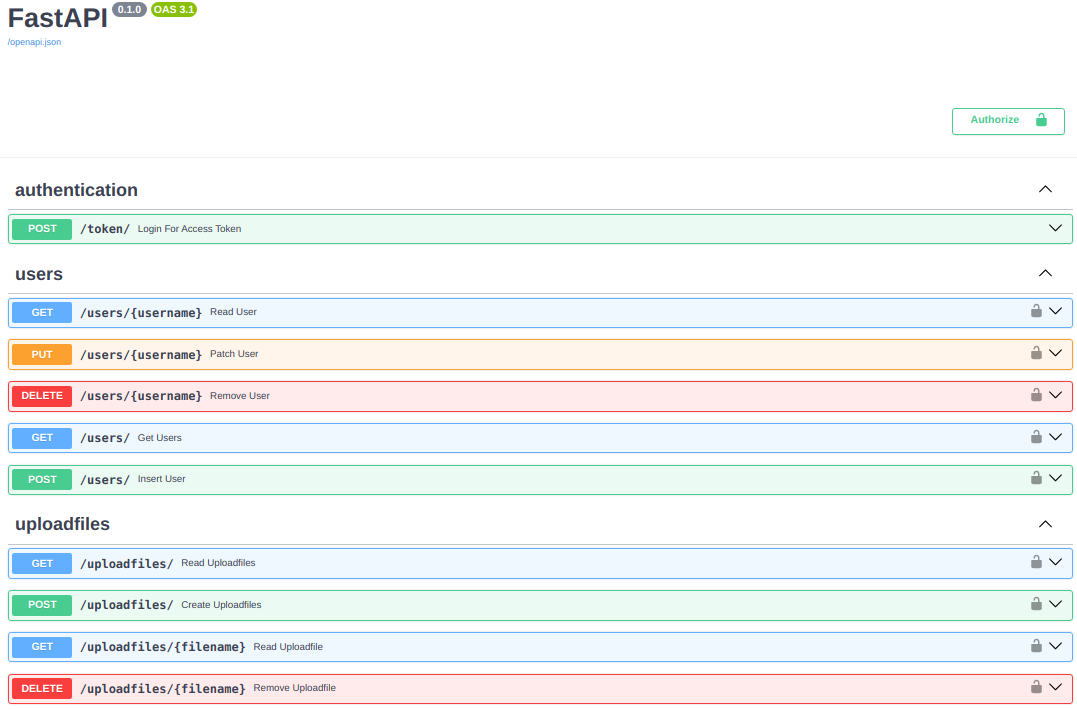 FastAPI 0.1.0 OAS 3.1
/openapi.json
Authorize
authentication
POST /token/ Login For Access Token
users
GET /users/{username} Read User
PUT /users/{username} Patch User
DELETE /users/{username} Remove User
GET /users/ Get Users
POST /users/ Insert User
uploadfiles
GET /uploadfiles/ Read Uploadfiles
POST /uploadfiles/ Create Uploadfiles
GET /uploadfiles/{filename} Read Uploadfile
DELETE /uploadfiles/{filename} Remove Uploadfile